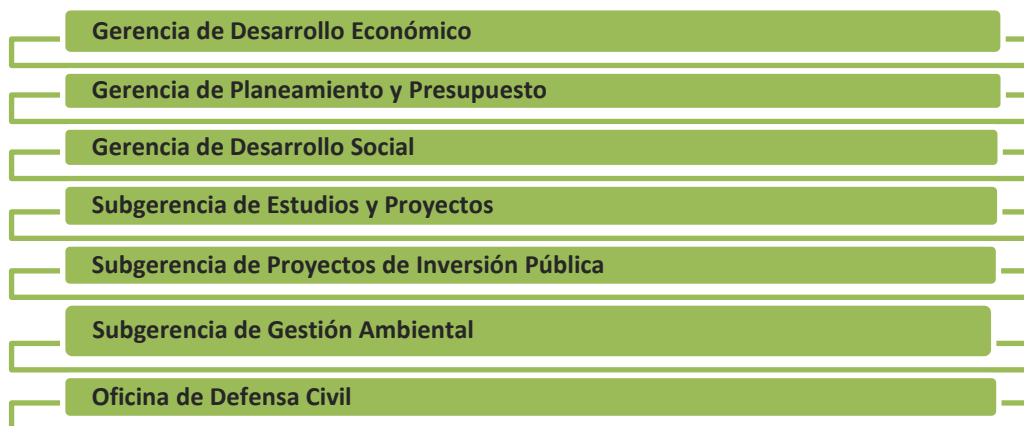 Gerencia de Desarrollo Económico
Gerencia de Planeamiento y Presupuesto
Gerencia de Desarrollo Social
Subgerencia de Estudios y Proyectos
Subgerencia de Proyectos de Inversión Pública
Subgerencia de Gestión Ambiental
Oficina de Defensa Civil